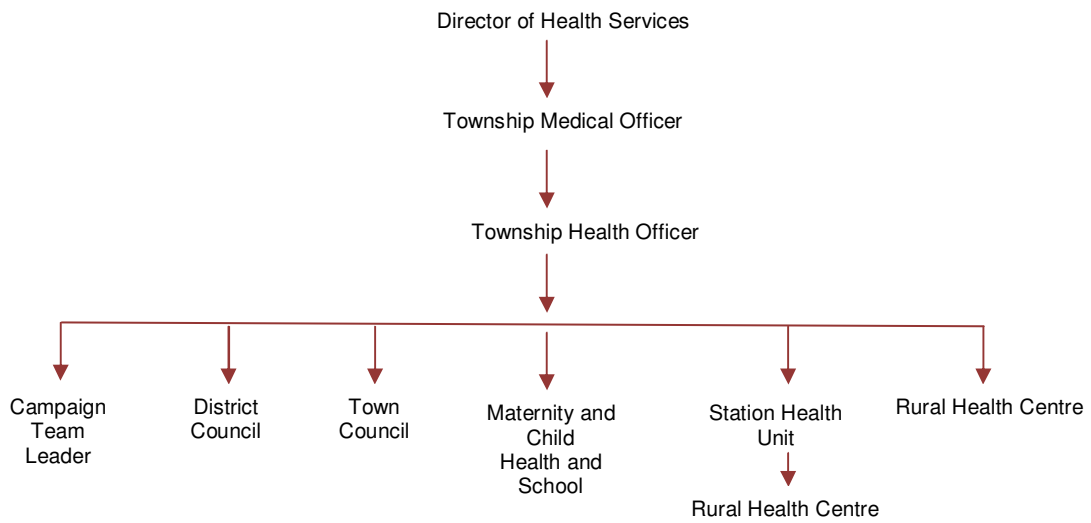 Director of Health Services
Township Medical Officer
Township Health Officer
Campaign
Team
Leader
District
Council
Town
Council
Maternity and
Child
Health and
School
Station Health
Unit
Rural Health Centre
Rural Health Centre